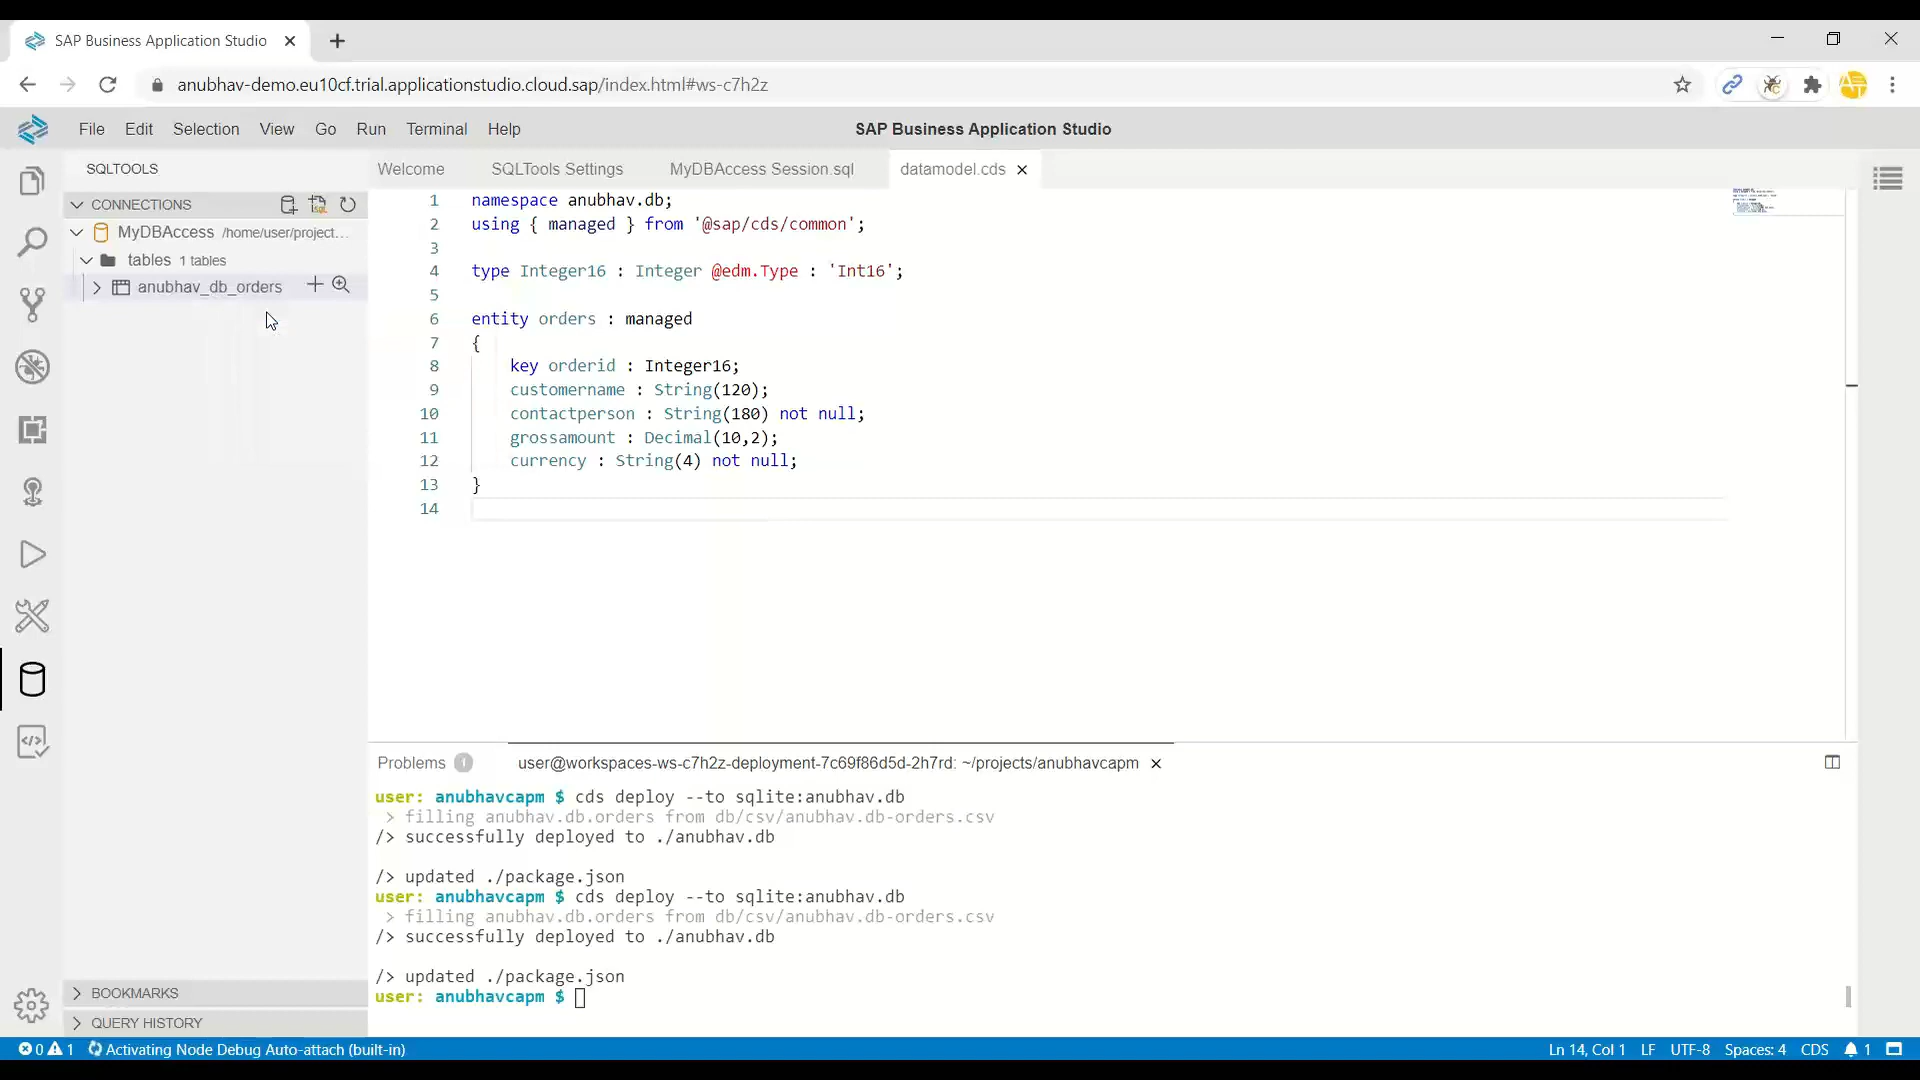 SAP Business Application Studio
anubhav-demo.eu10cf.trial.applicationstudio.cloud.sap/index.html#ws-c7h2z
File Edit Selection View Go Run Terminal Help
SAP Business Application Studio
SQLTOOLS
CONNECTIONS
MyDBAccess /home/user/project...
tables 1 tables
anubhav_db_orders
BOOKMARKS
QUERY HISTORY
Welcome SQLTools Settings MyDBAccess Session.sql datamodel.cds
1 namespace anubhav.db;
2 using { managed } from '@sap/cds/common';
3
4 type Integer16 : Integer @edm.Type : 'Int16';
5
6 entity orders : managed
7 {
8 key orderid : Integer16;
9 customername : String(120);
10 contactperson : String(180) not null;
11 grossamount : Decimal(10,2);
12 currency : String(4) not null;
13 }
14
Problems 1 user@workspaces-ws-c7h2z-deployment-7c69f86d5d-2h7rd: ~/projects/anubhavcapm
user: anubhavcapm $ cds deploy --to sqlite:anubhav.db
> filling anubhav.db.orders from db/csv/anubhav.db-orders.csv
/> successfully deployed to ./anubhav.db
/> updated ./package.json
user: anubhavcapm $ cds deploy --to sqlite:anubhav.db
> filling anubhav.db.orders from db/csv/anubhav.db-orders.csv
/> successfully deployed to ./anubhav.db
/> updated ./package.json
user: anubhavcapm $
0 1 Activating Node Debug Auto-attach (built-in) Ln 14, Col 1 LF UTF-8 Spaces: 4 CDS 1